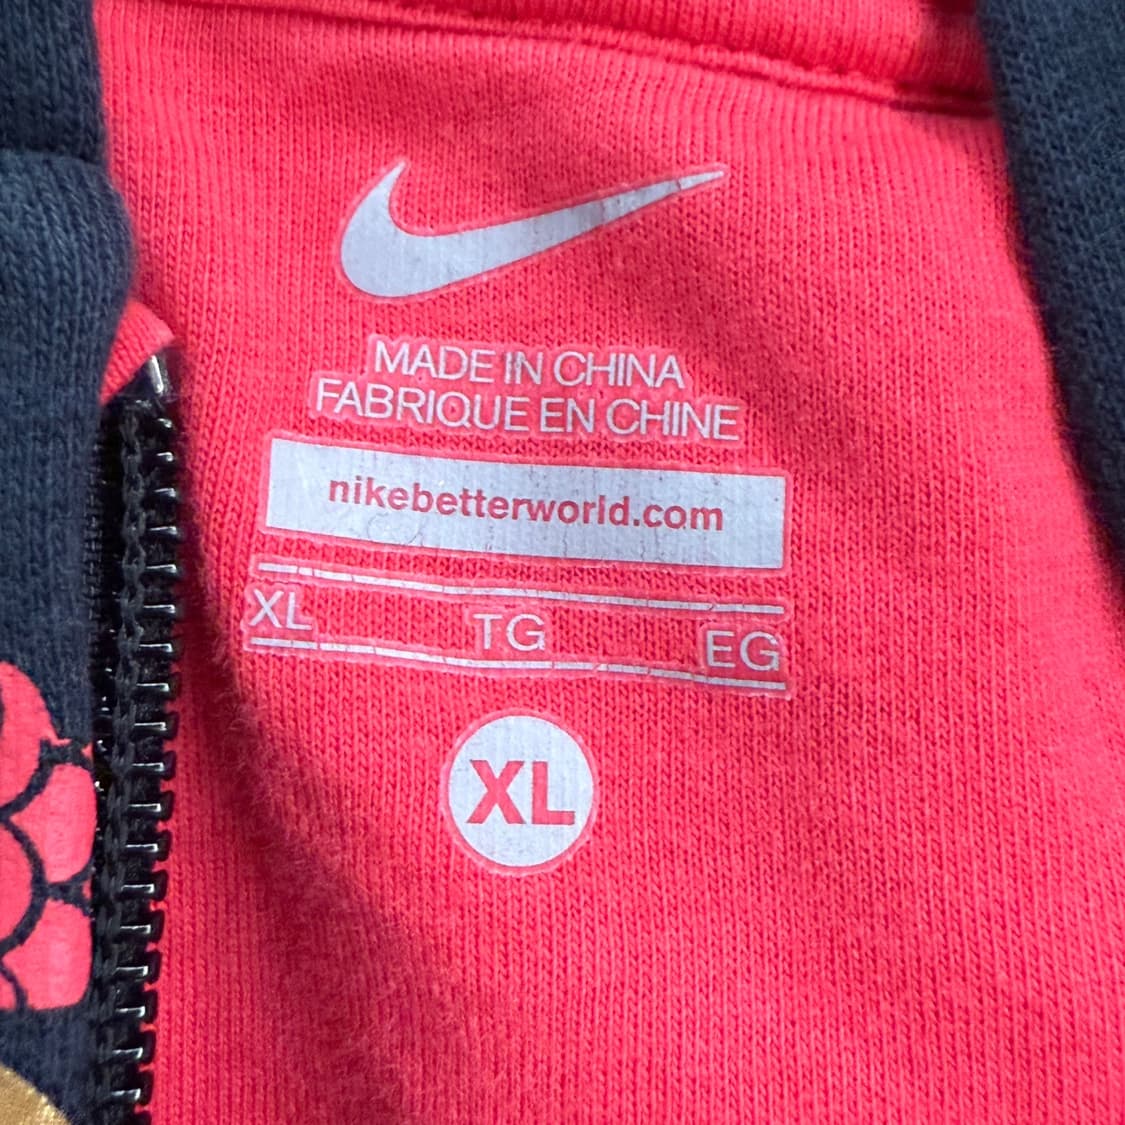 MADE IN CHINA
FABRIQUE EN CHINE
nikebetterworld.com
XL TG EG
XL